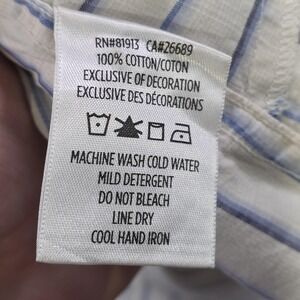 RN#81913 CA#26689
100% COTTON/COTON
EXCLUSIVE OF DECORATION
EXCLUSIVE DES DÉCORATIONS
MACHINE WASH COLD WATER
MILD DETERGENT
DO NOT BLEACH
LINE DRY
COOL HAND IRON